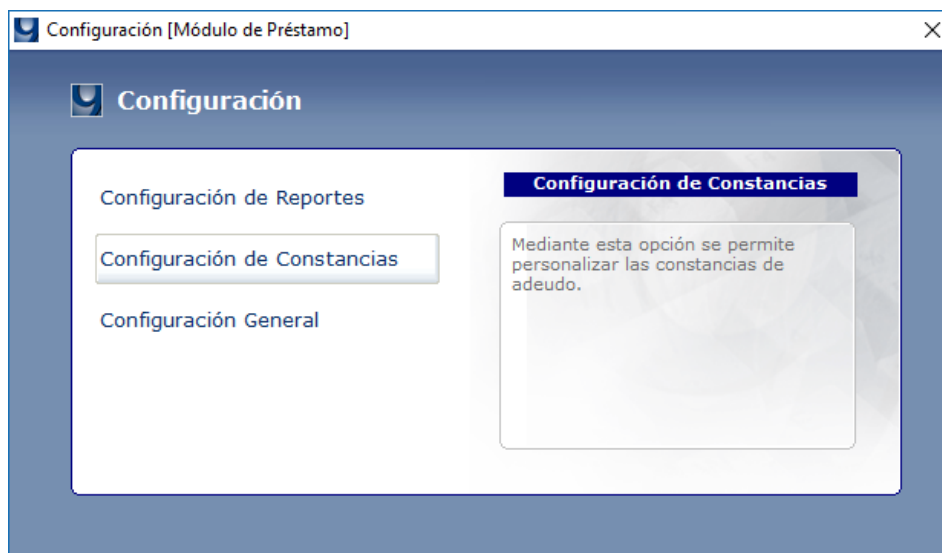 Configuración [Módulo de Préstamo]
Configuración
Configuración de Reportes
Configuración de Constancias
Configuración General
Configuración de Constancias
Mediante esta opción se permite
personalizar las constancias de
adeudo.